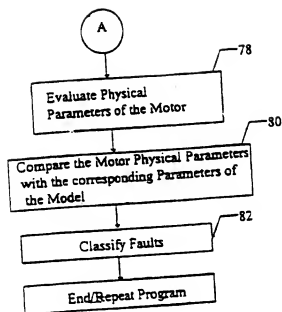 A
78
Evaluate Physical
Parameters of the Motor
80
Compare the Motor Physical Parameters
with the corresponding Parameters of
the Model
82
Classify Faults
End/Repeat Program